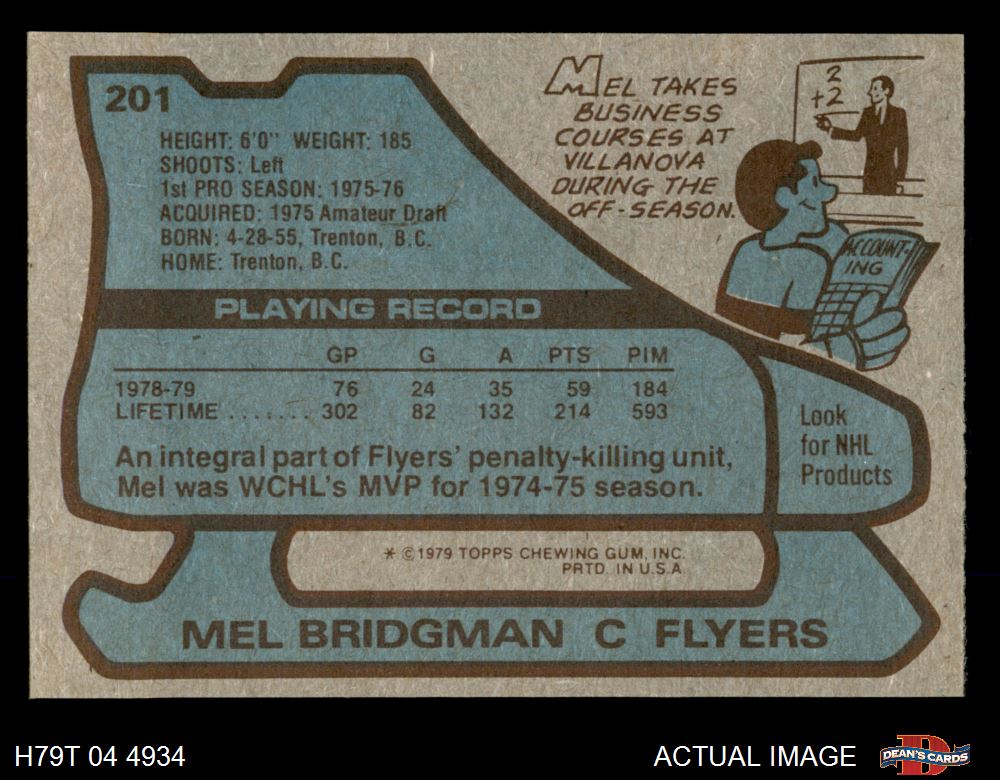 201
HEIGHT: 6'0" WEIGHT: 185
SHOOTS: Left
1st PRO SEASON: 1975-76
ACQUIRED: 1975 Amateur Draft
BORN: 4-28-55, Trenton, B.C.
HOME: Trenton, B.C.
MEL TAKES
BUSINESS
COURSES AT
VILLANOVA
DURING THE
OFF-SEASON.
2
+2
ACCOUNT-
ING
PLAYING RECORD
GP G A PTS PIM
1978-79 76 24 35 59 184
LIFETIME ....... 302 82 132 214 593
An integral part of Flyers' penalty-killing unit,
Mel was WCHL's MVP for 1974-75 season.
Look
for NHL
Products
* ©1979 TOPPS CHEWING GUM, INC.
PRTD. IN U.S.A.
MEL BRIDGMAN C FLYERS
H79T 04 4934
ACTUAL IMAGE
D
DEAN'S CARDS